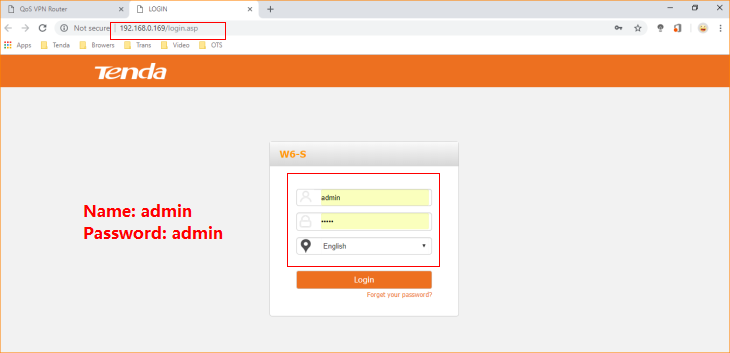 QoS VPN Router
LOGIN
Not secure | 192.168.0.169/login.asp
Apps Tenda Browers Trans Video OTS
Tenda
W6-S
admin
•••••
English
Login
Forget your password?
Name: admin
Password: admin